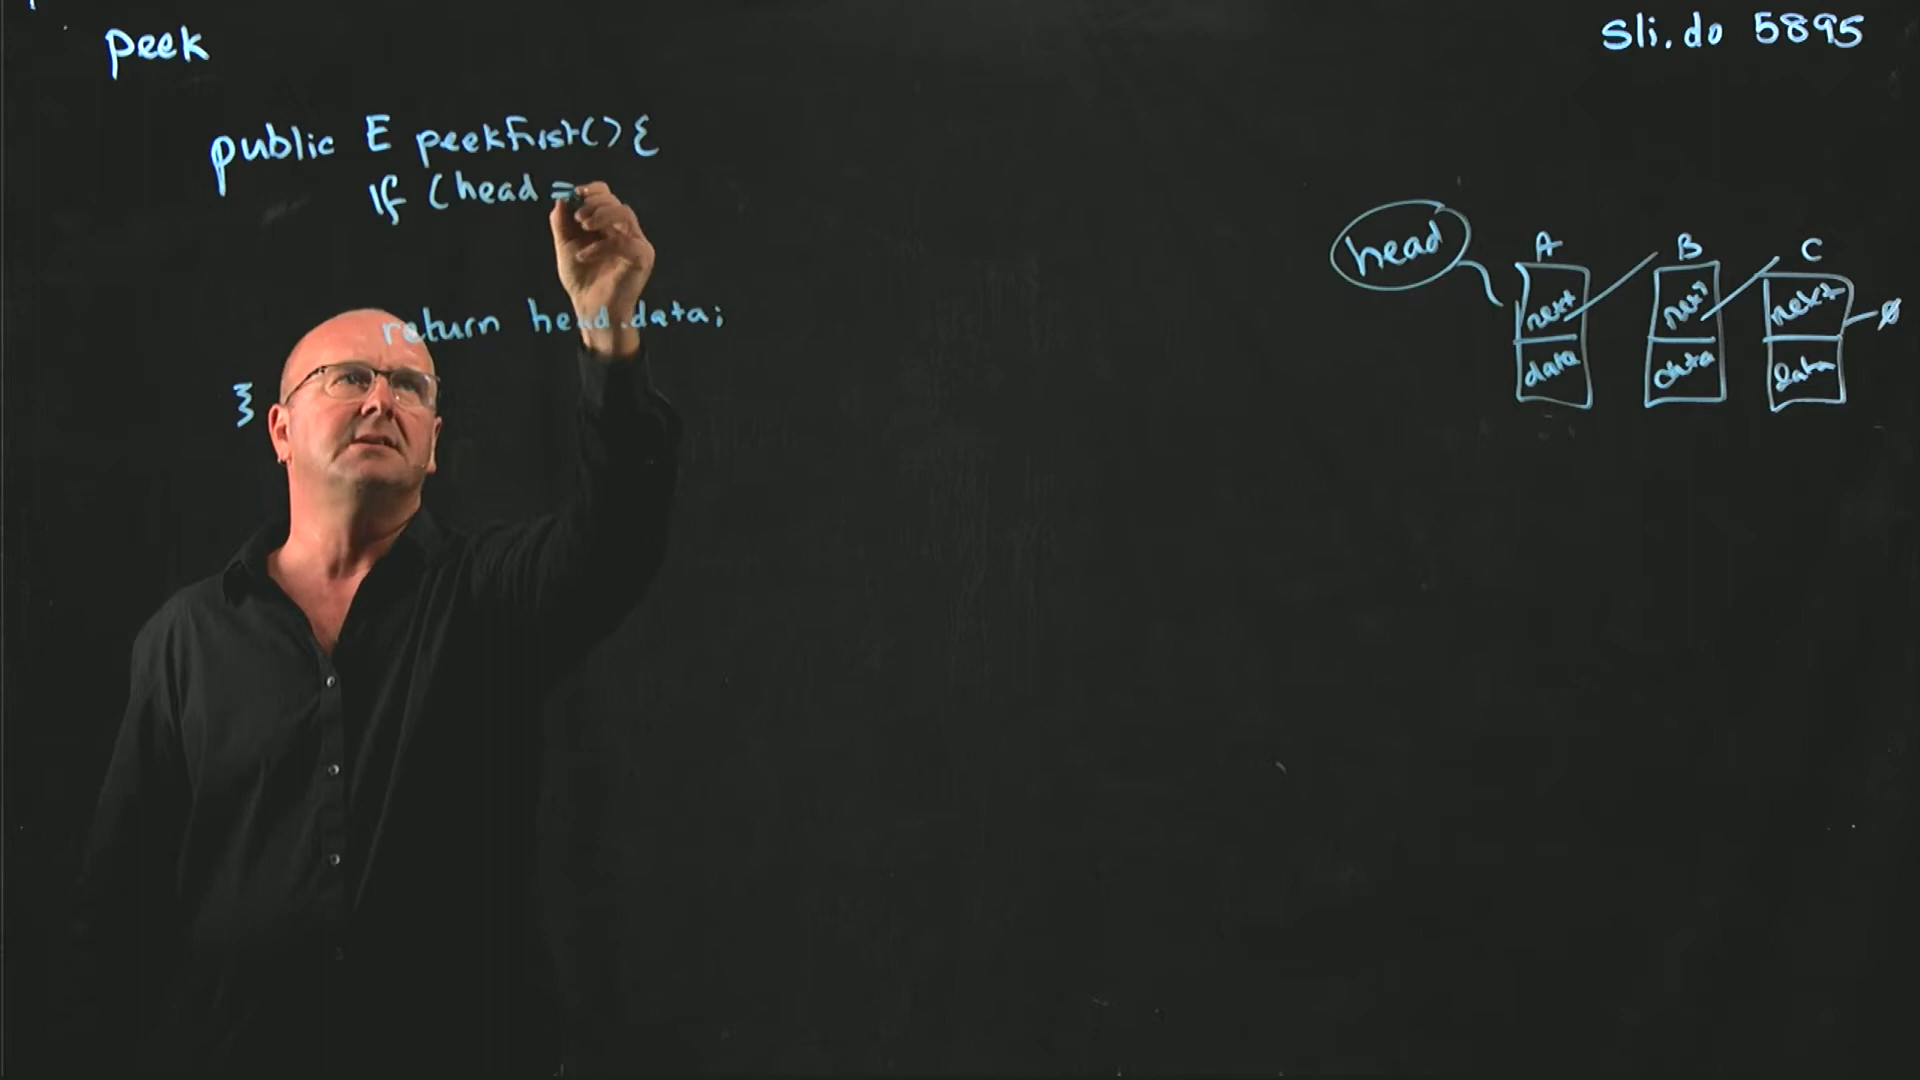 peek
sli.do 5895
public E peekFirst() {
If (head =
return head.data;
}
head
A B C
next next next ∅
data data data